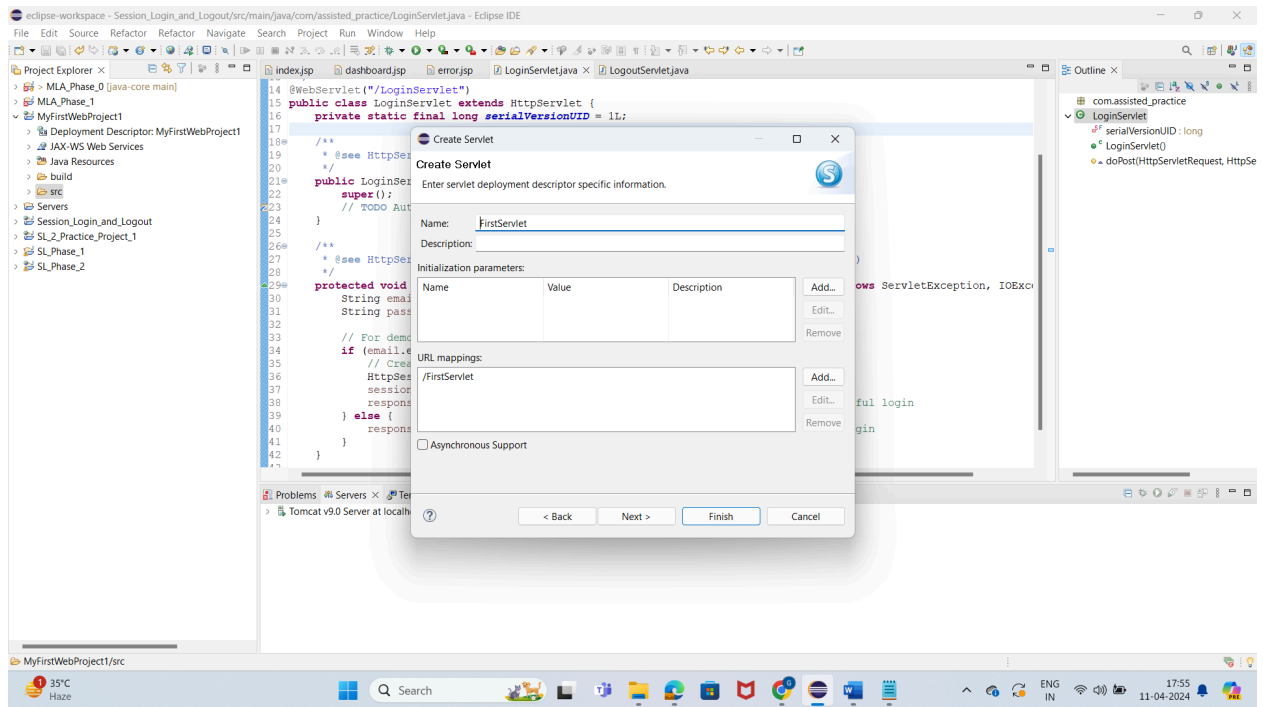 eclipse-workspace - Session_Login_and_Logout/src/main/java/com/assisted_practice/LoginServlet.java - Eclipse IDE
File Edit Source Refactor Refactor Navigate Search Project Run Window Help
Project Explorer
MLA_Phase_0 [java-core main]
MLA_Phase_1
MyFirstWebProject1
Deployment Descriptor: MyFirstWebProject1
JAX-WS Web Services
Java Resources
build
src
Servers
Session_Login_and_Logout
SL_2_Practice_Project_1
SL_Phase_1
SL_Phase_2
index.jsp dashboard.jsp error.jsp LoginServlet.java LogoutServlet.java
14 @WebServlet("/LoginServlet")
15 public class LoginServlet extends HttpServlet {
16 private static final long serialVersionUID = 1L;
17
18 /**
19 * @see HttpSer
20 */
21 public LoginSer
22 super();
23 // TODO Aut
24 }
25
26 /**
27 * @see HttpSer )
28 */
29 protected void ows ServletException, IOExce
30 String emai
31 String pass
32
33 // For demo
34 if (email.e
35 // Crea
36 HttpSes
37 session
38 respons ful login
39 } else {
40 respons gin
41 }
42 }
Create Servlet
Create Servlet
Enter servlet deployment descriptor specific information.
Name: FirstServlet
Description:
Initialization parameters:
Name Value Description
Add...
Edit...
Remove
URL mappings:
/FirstServlet
Add...
Edit...
Remove
Asynchronous Support
< Back Next > Finish Cancel
Outline
com.assisted_practice
LoginServlet
serialVersionUID : long
LoginServlet()
doPost(HttpServletRequest, HttpSe
Problems Servers Ter
Tomcat v9.0 Server at localh
MyFirstWebProject1/src
1
35°C
Haze
Search
ENG
IN
17:55
11-04-2024
PRE